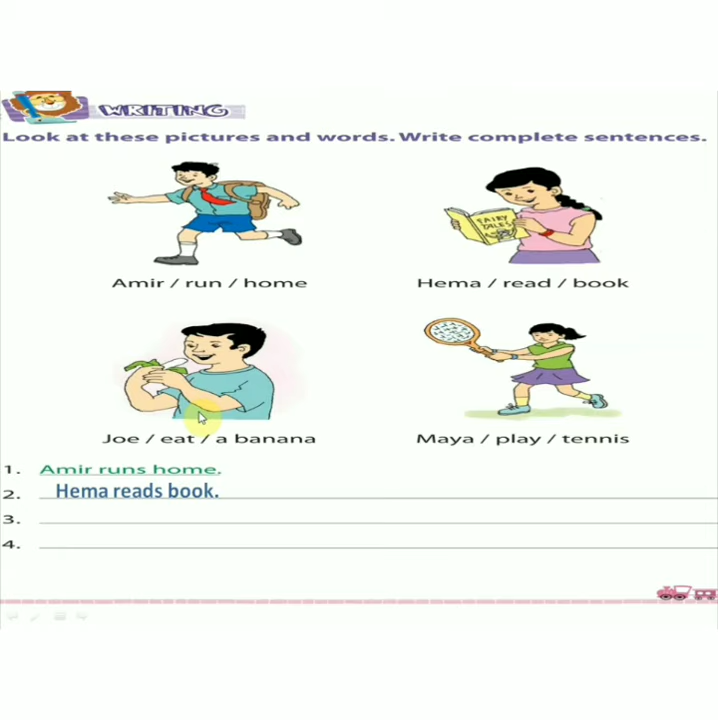 WRITING
Look at these pictures and words. Write complete sentences.
FAIRY
TALES
Amir / run / home
Hema / read / book
Joe / eat / a banana
Maya / play / tennis
1. Amir runs home.
2. Hema reads book.
3.
4.